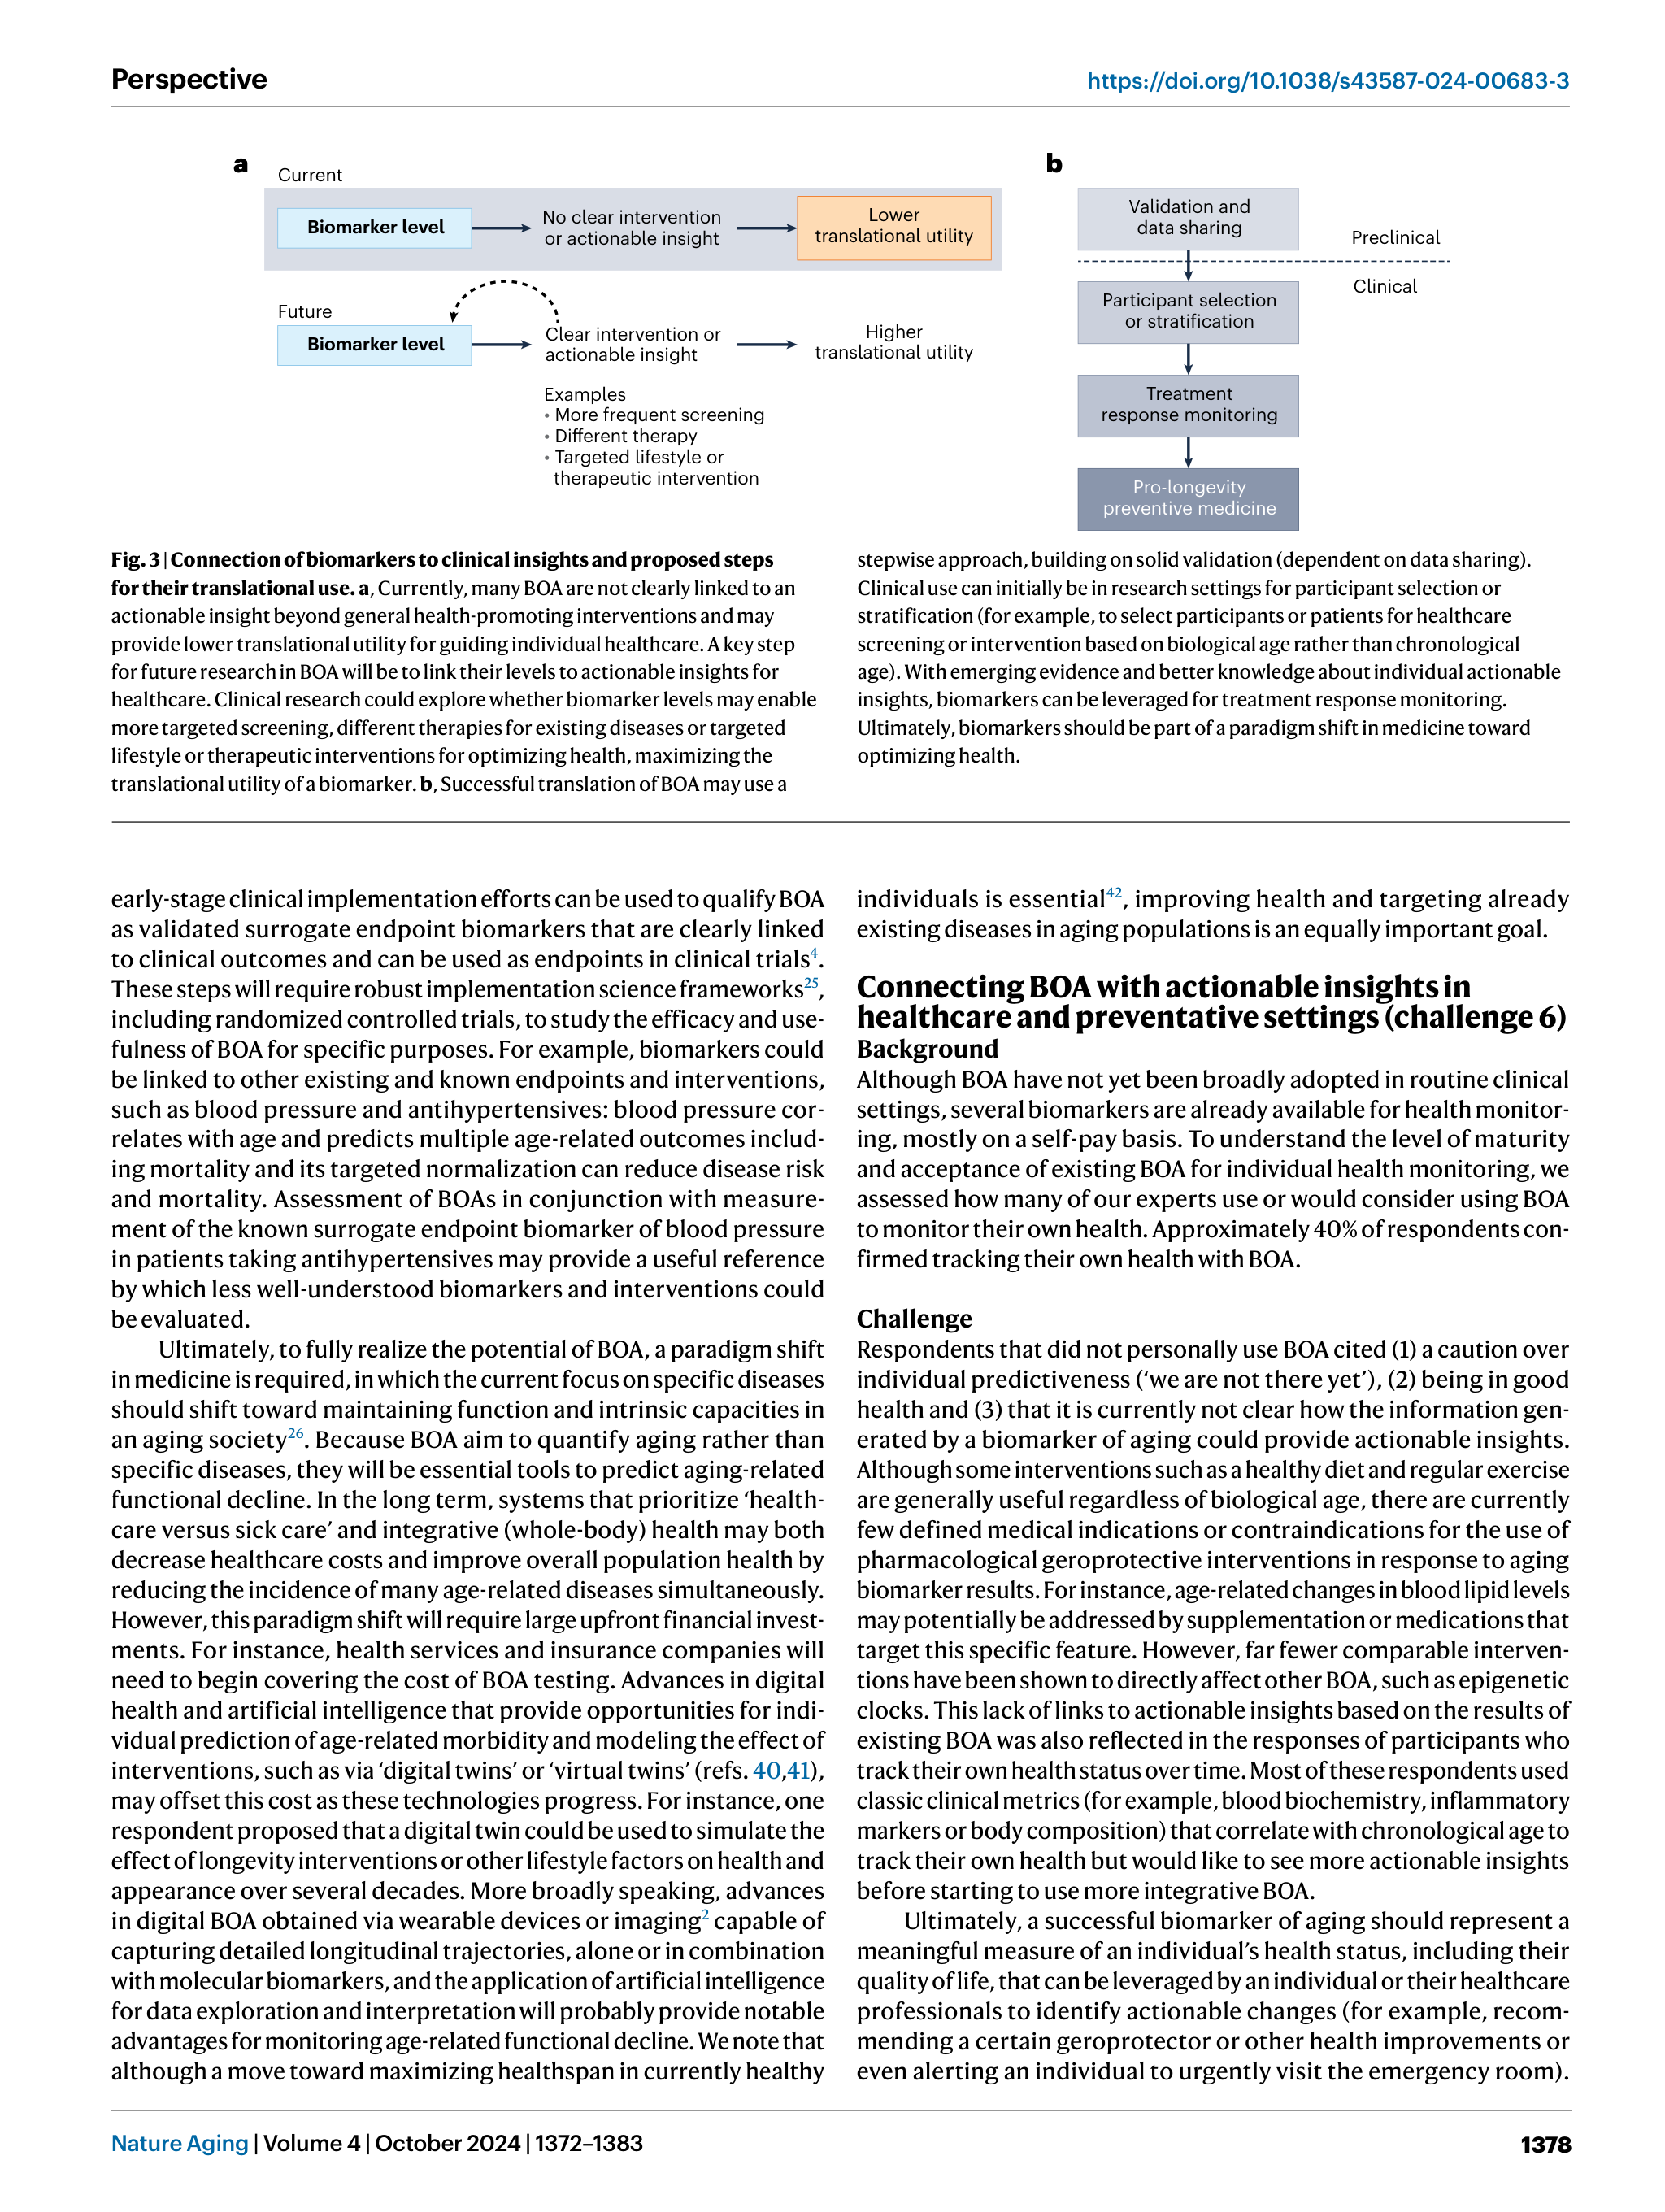 Perspective
https://doi.org/10.1038/s43587-024-00683-3
a
Current
Biomarker level
No clear intervention
or actionable insight
Lower
translational utility
Future
Biomarker level
Clear intervention or
actionable insight
Higher
translational utility
Examples
• More frequent screening
• Different therapy
• Targeted lifestyle or
therapeutic intervention
b
Validation and
data sharing
Preclinical
Clinical
Participant selection
or stratification
Treatment
response monitoring
Pro-longevity
preventive medicine
Fig. 3 | Connection of biomarkers to clinical insights and proposed steps
for their translational use. a, Currently, many BOA are not clearly linked to an
actionable insight beyond general health-promoting interventions and may
provide lower translational utility for guiding individual healthcare. A key step
for future research in BOA will be to link their levels to actionable insights for
healthcare. Clinical research could explore whether biomarker levels may enable
more targeted screening, different therapies for existing diseases or targeted
lifestyle or therapeutic interventions for optimizing health, maximizing the
translational utility of a biomarker. b, Successful translation of BOA may use a
stepwise approach, building on solid validation (dependent on data sharing).
Clinical use can initially be in research settings for participant selection or
stratification (for example, to select participants or patients for healthcare
screening or intervention based on biological age rather than chronological
age). With emerging evidence and better knowledge about individual actionable
insights, biomarkers can be leveraged for treatment response monitoring.
Ultimately, biomarkers should be part of a paradigm shift in medicine toward
optimizing health.
early-stage clinical implementation efforts can be used to qualify BOA
as validated surrogate endpoint biomarkers that are clearly linked
to clinical outcomes and can be used as endpoints in clinical trials4.
These steps will require robust implementation science frameworks25,
including randomized controlled trials, to study the efficacy and use-
fulness of BOA for specific purposes. For example, biomarkers could
be linked to other existing and known endpoints and interventions,
such as blood pressure and antihypertensives: blood pressure cor-
relates with age and predicts multiple age-related outcomes includ-
ing mortality and its targeted normalization can reduce disease risk
and mortality. Assessment of BOAs in conjunction with measure-
ment of the known surrogate endpoint biomarker of blood pressure
in patients taking antihypertensives may provide a useful reference
by which less well-understood biomarkers and interventions could
be evaluated.
Ultimately, to fully realize the potential of BOA, a paradigm shift
in medicine is required, in which the current focus on specific diseases
should shift toward maintaining function and intrinsic capacities in
an aging society26. Because BOA aim to quantify aging rather than
specific diseases, they will be essential tools to predict aging-related
functional decline. In the long term, systems that prioritize ‘health-
care versus sick care’ and integrative (whole-body) health may both
decrease healthcare costs and improve overall population health by
reducing the incidence of many age-related diseases simultaneously.
However, this paradigm shift will require large upfront financial invest-
ments. For instance, health services and insurance companies will
need to begin covering the cost of BOA testing. Advances in digital
health and artificial intelligence that provide opportunities for indi-
vidual prediction of age-related morbidity and modeling the effect of
interventions, such as via ‘digital twins’ or ‘virtual twins’ (refs. 40,41),
may offset this cost as these technologies progress. For instance, one
respondent proposed that a digital twin could be used to simulate the
effect of longevity interventions or other lifestyle factors on health and
appearance over several decades. More broadly speaking, advances
in digital BOA obtained via wearable devices or imaging2 capable of
capturing detailed longitudinal trajectories, alone or in combination
with molecular biomarkers, and the application of artificial intelligence
for data exploration and interpretation will probably provide notable
advantages for monitoring age-related functional decline. We note that
although a move toward maximizing healthspan in currently healthy
individuals is essential42, improving health and targeting already
existing diseases in aging populations is an equally important goal.
Connecting BOA with actionable insights in
healthcare and preventative settings (challenge 6)
Background
Although BOA have not yet been broadly adopted in routine clinical
settings, several biomarkers are already available for health monitor-
ing, mostly on a self-pay basis. To understand the level of maturity
and acceptance of existing BOA for individual health monitoring, we
assessed how many of our experts use or would consider using BOA
to monitor their own health. Approximately 40% of respondents con-
firmed tracking their own health with BOA.
Challenge
Respondents that did not personally use BOA cited (1) a caution over
individual predictiveness (‘we are not there yet’), (2) being in good
health and (3) that it is currently not clear how the information gen-
erated by a biomarker of aging could provide actionable insights.
Although some interventions such as a healthy diet and regular exercise
are generally useful regardless of biological age, there are currently
few defined medical indications or contraindications for the use of
pharmacological geroprotective interventions in response to aging
biomarker results. For instance, age-related changes in blood lipid levels
may potentially be addressed by supplementation or medications that
target this specific feature. However, far fewer comparable interven-
tions have been shown to directly affect other BOA, such as epigenetic
clocks. This lack of links to actionable insights based on the results of
existing BOA was also reflected in the responses of participants who
track their own health status over time. Most of these respondents used
classic clinical metrics (for example, blood biochemistry, inflammatory
markers or body composition) that correlate with chronological age to
track their own health but would like to see more actionable insights
before starting to use more integrative BOA.
Ultimately, a successful biomarker of aging should represent a
meaningful measure of an individual’s health status, including their
quality of life, that can be leveraged by an individual or their healthcare
professionals to identify actionable changes (for example, recom-
mending a certain geroprotector or other health improvements or
even alerting an individual to urgently visit the emergency room).
Nature Aging | Volume 4 | October 2024 | 1372–1383
1378